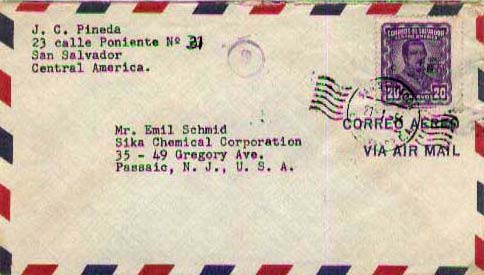 J. C. Pineda
23 calle Poniente Nº 31
San Salvador
Central America.
CORREOS DE EL SALVADOR
20 20
Mr. Emil Schmid
Sika Chemical Corporation
35 - 49 Gregory Ave.
Passaic, N. J., U. S. A.
CORREO AEREO
VIA AIR MAIL